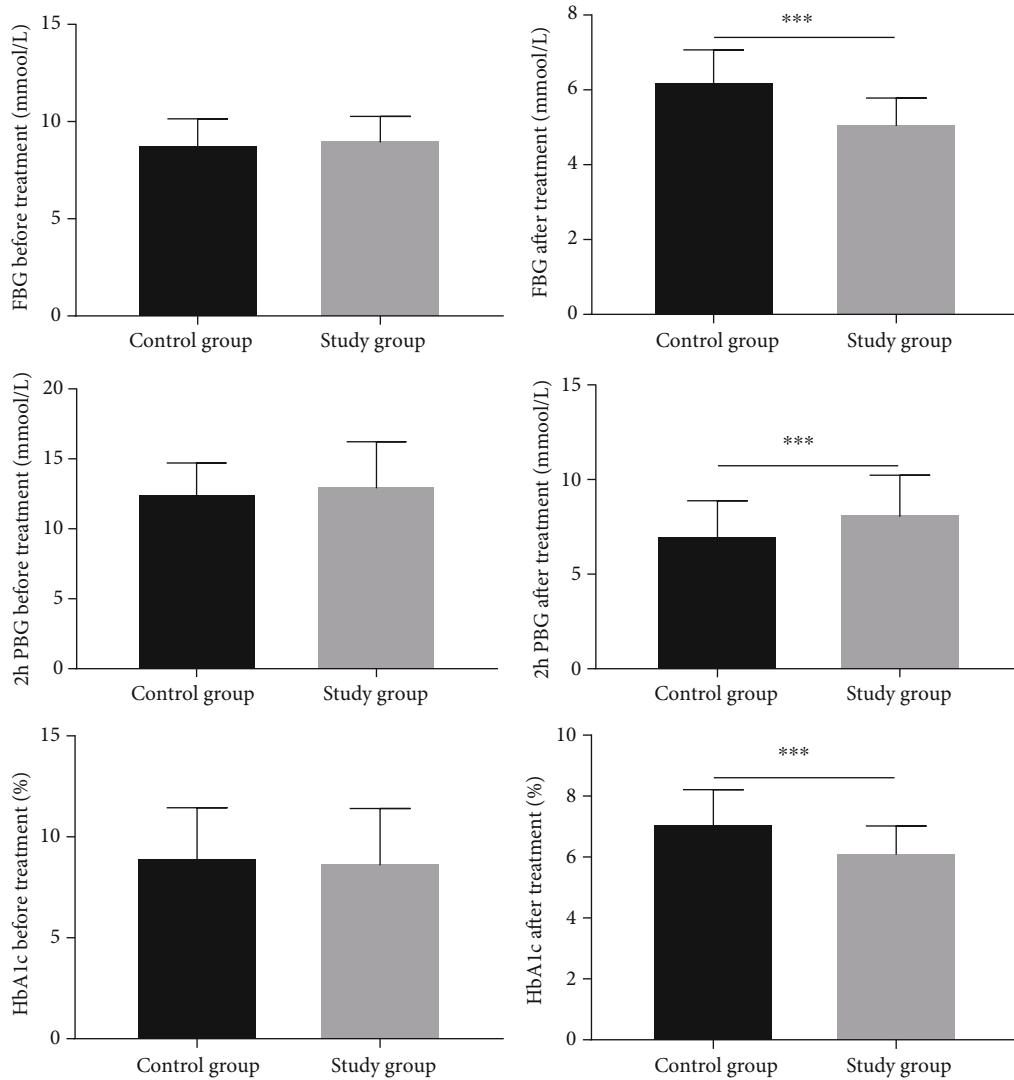 FBG before treatment (mmool/L)
15
10
5
0
Control group Study group
FBG after treatment (mmool/L)
8
6
4
2
0
***
Control group Study group
2h PBG before treatment (mmool/L)
20
15
10
5
0
Control group Study group
2h PBG after treatment (mmool/L)
15
10
5
0
***
Control group Study group
HbA1c before treatment (%)
15
10
5
0
Control group Study group
HbA1c after treatment (%)
10
8
6
4
2
0
***
Control group Study group